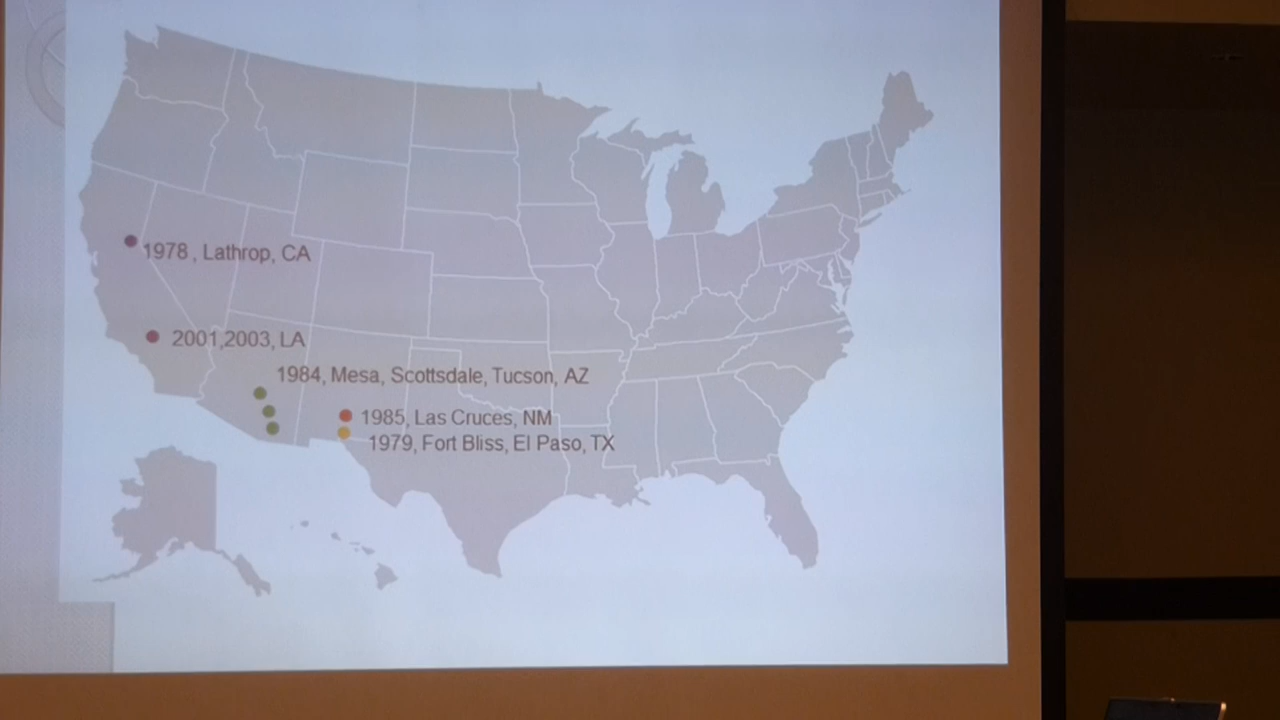 1978 , Lathrop, CA
2001,2003, LA
1984, Mesa, Scottsdale, Tucson, AZ
1985, Las Cruces, NM
1979, Fort Bliss, El Paso, TX